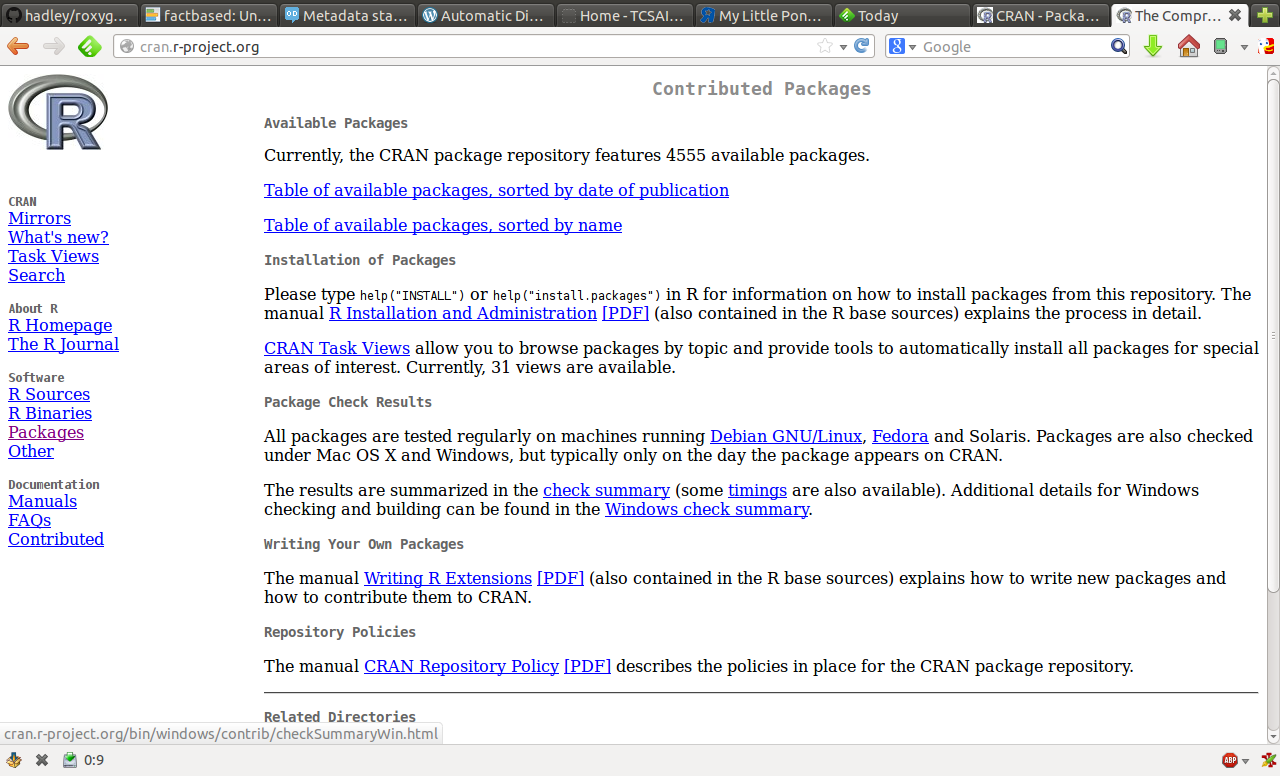 hadley/roxyg...
factbased: Un...
Metadata sta...
Automatic Di...
Home - TCSAI...
My Little Pon...
Today
CRAN - Packa...
The Compr...
cran.r-project.org
Google
R
CRAN
Mirrors
What's new?
Task Views
Search
About R
R Homepage
The R Journal
Software
R Sources
R Binaries
Packages
Other
Documentation
Manuals
FAQs
Contributed
Contributed Packages
Available Packages
Currently, the CRAN package repository features 4555 available packages.
Table of available packages, sorted by date of publication
Table of available packages, sorted by name
Installation of Packages
Please type help("INSTALL") or help("install.packages") in R for information on how to install packages from this repository. The
manual R Installation and Administration [PDF] (also contained in the R base sources) explains the process in detail.
CRAN Task Views allow you to browse packages by topic and provide tools to automatically install all packages for special
areas of interest. Currently, 31 views are available.
Package Check Results
All packages are tested regularly on machines running Debian GNU/Linux, Fedora and Solaris. Packages are also checked
under Mac OS X and Windows, but typically only on the day the package appears on CRAN.
The results are summarized in the check summary (some timings are also available). Additional details for Windows
checking and building can be found in the Windows check summary.
Writing Your Own Packages
The manual Writing R Extensions [PDF] (also contained in the R base sources) explains how to write new packages and
how to contribute them to CRAN.
Repository Policies
The manual CRAN Repository Policy [PDF] describes the policies in place for the CRAN package repository.
Related Directories
cran.r-project.org/bin/windows/contrib/checkSummaryWin.html
0:9
ABP